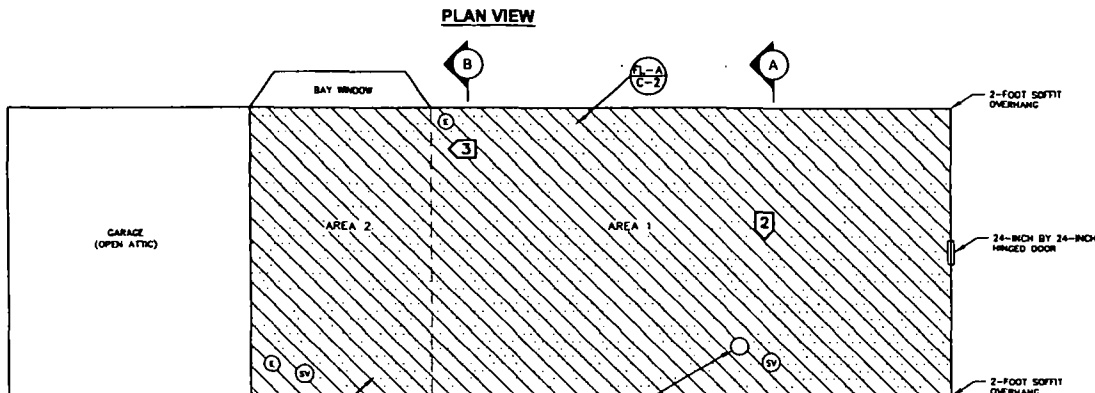 PLAN VIEW
B
FL-A
C-2
A
BAY WINDOW
2-FOOT SOFFIT
OVERHANG
E
3
2
GARAGE
(OPEN ATTIC)
AREA 2
AREA 1
24-INCH BY 24-INCH
HINGED DOOR
E
SV
SV
2-FOOT SOFFIT
OVERHANG